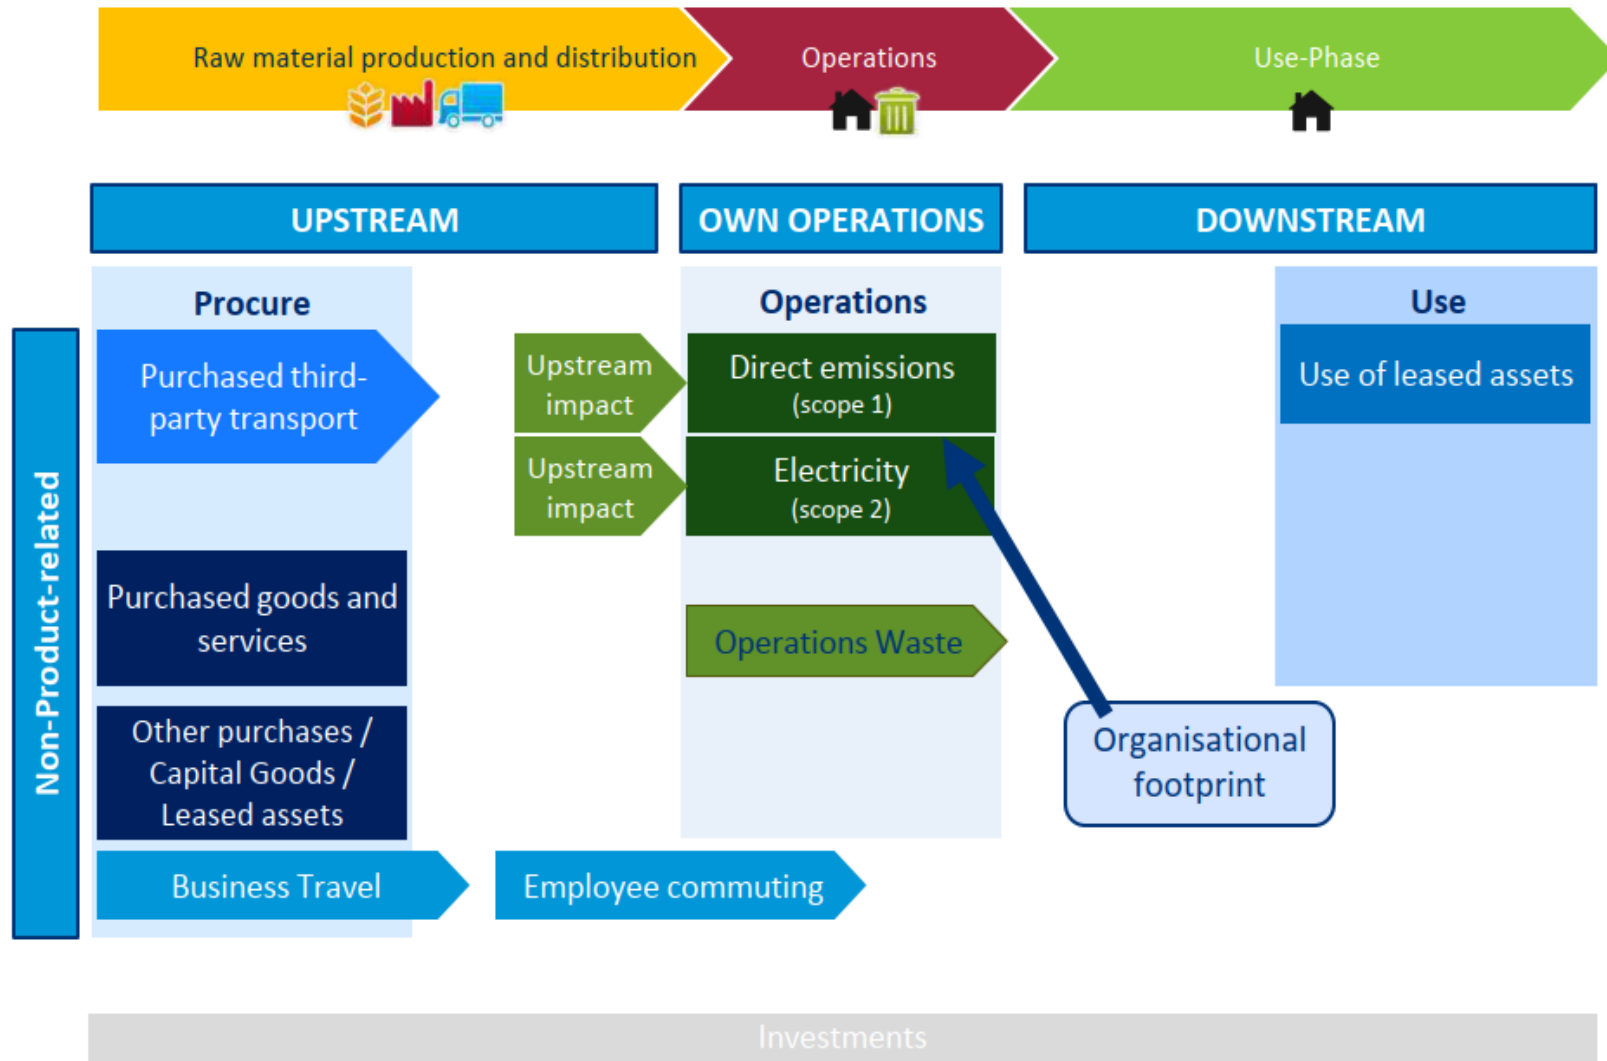 Raw material production and distribution
Operations
Use-Phase
UPSTREAM
OWN OPERATIONS
DOWNSTREAM
Procure
Operations
Use
Non-Product-related
Purchased third-
party transport
Upstream
impact
Direct emissions
(scope 1)
Use of leased assets
Upstream
impact
Electricity
(scope 2)
Purchased goods and
services
Operations Waste
Other purchases /
Capital Goods /
Leased assets
Organisational
footprint
Business Travel
Employee commuting
Investments